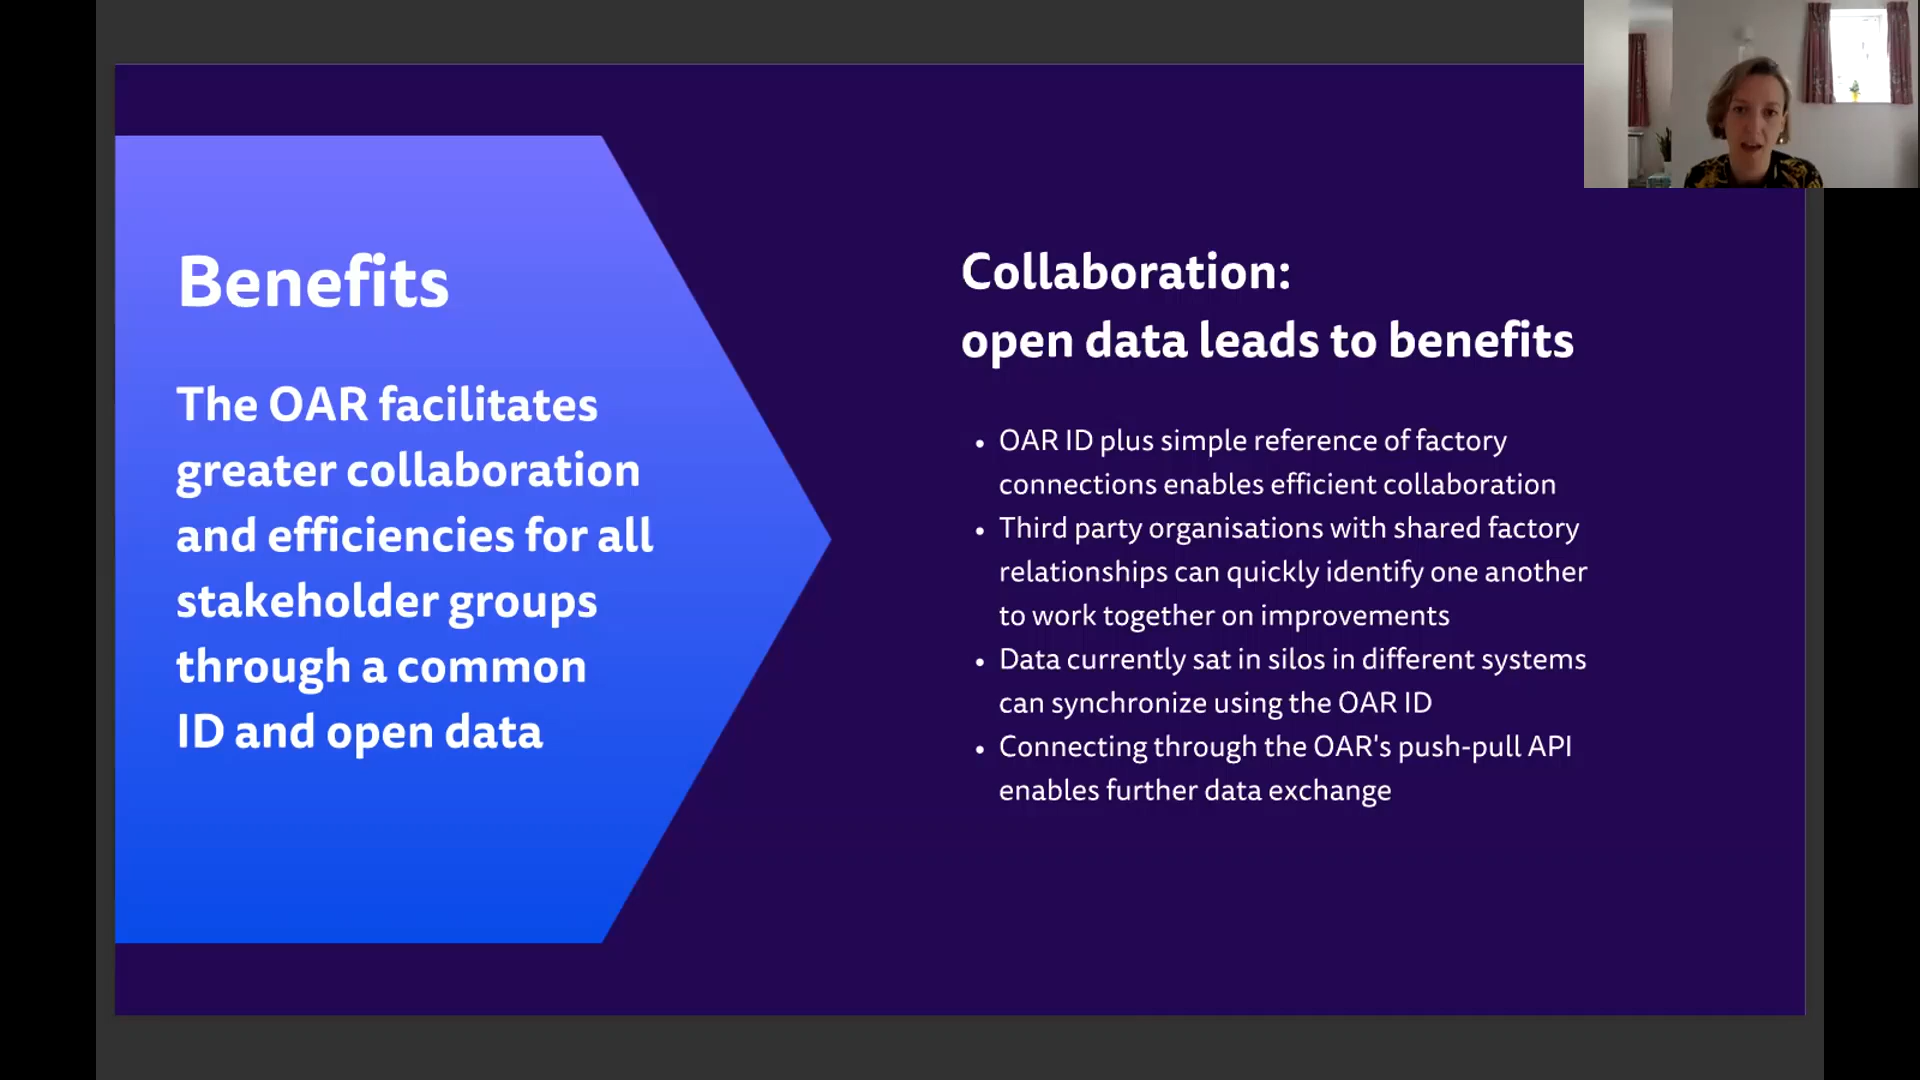 Benefits
The OAR facilitates
greater collaboration
and efficiencies for all
stakeholder groups
through a common
ID and open data
Collaboration:
open data leads to benefits
• OAR ID plus simple reference of factory
connections enables efficient collaboration
• Third party organisations with shared factory
relationships can quickly identify one another
to work together on improvements
• Data currently sat in silos in different systems
can synchronize using the OAR ID
• Connecting through the OAR's push-pull API
enables further data exchange